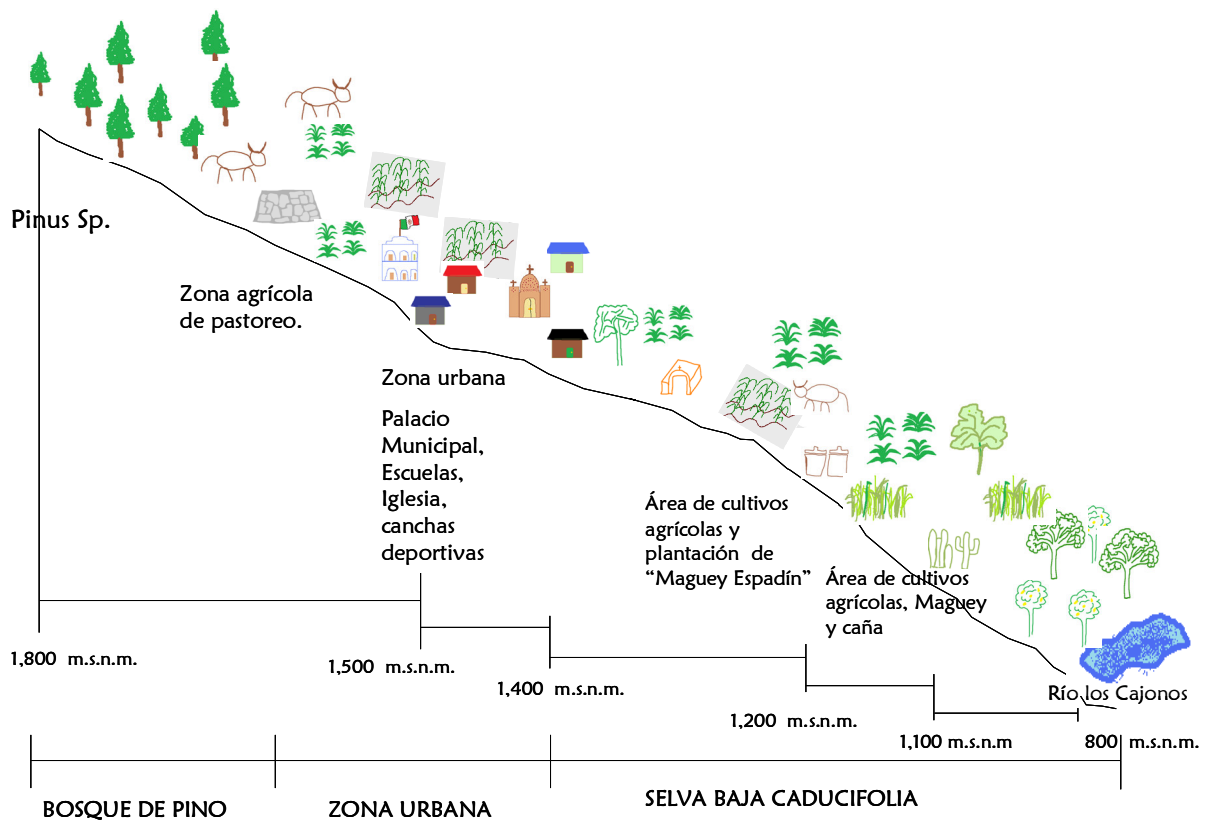 Pinus Sp.
Zona agrícola
de pastoreo.
Zona urbana
Palacio
Municipal,
Escuelas,
Iglesia,
canchas
deportivas
Área de cultivos
agrícolas y
plantación de
“Maguey Espadín”
Área de cultivos
agrícolas, Maguey
y caña
Río los Cajonos
1,800 m.s.n.m.
1,500 m.s.n.m.
1,400 m.s.n.m.
1,200 m.s.n.m.
1,100 m.s.n.m
800 m.s.n.m.
BOSQUE DE PINO
ZONA URBANA
SELVA BAJA CADUCIFOLIA